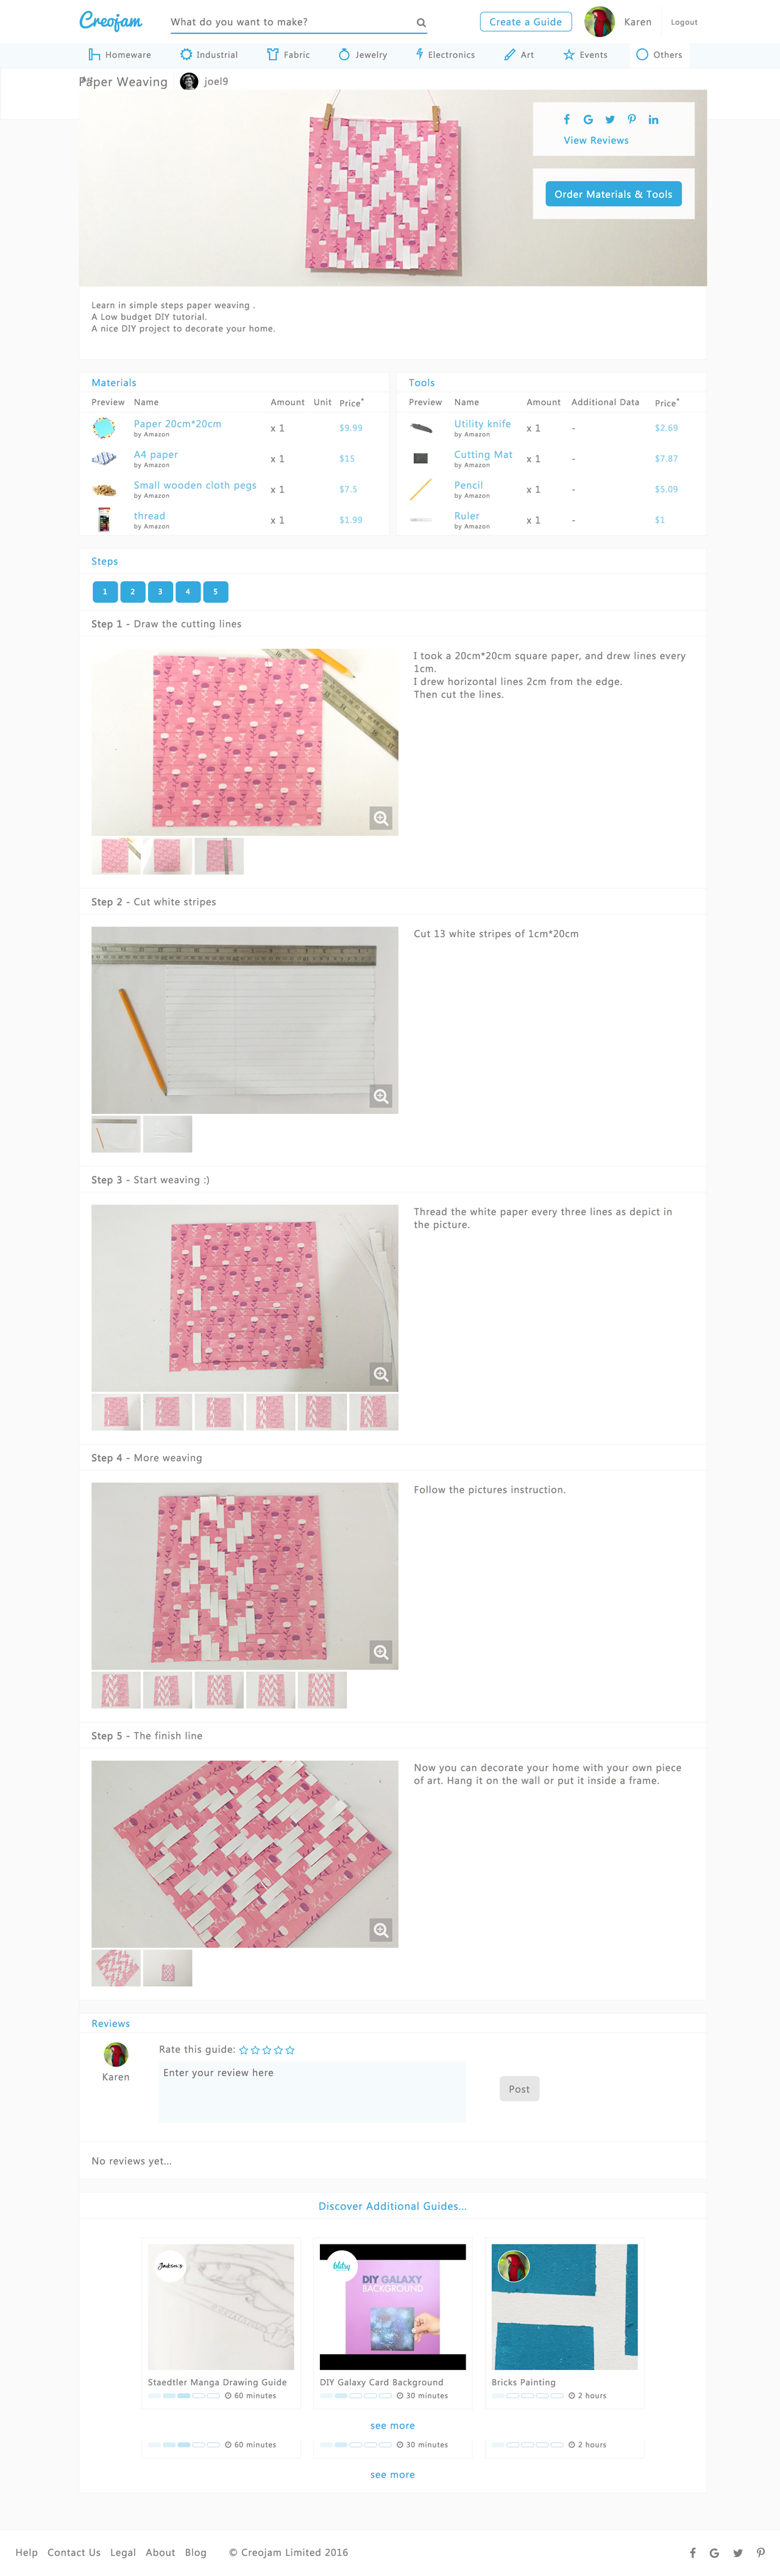 Creojam
What do you want to make?
Create a Guide
Karen
Logout
Homeware
Industrial
Fabric
Jewelry
Electronics
Art
Events
Others
Paper Weaving
joel9
View Reviews
Order Materials & Tools
Learn in simple steps paper weaving .
A Low budget DIY tutorial.
A nice DIY project to decorate your home.
Materials
Preview Name Amount Unit Price*
Paper 20cm*20cm x 1 $9.99
by Amazon
A4 paper x 1 $15
by Amazon
Small wooden cloth pegs x 1 $7.5
by Amazon
thread x 1 $1.99
by Amazon
Tools
Preview Name Amount Additional Data Price*
Utility knife x 1 - $2.69
by Amazon
Cutting Mat x 1 - $7.87
by Amazon
Pencil x 1 - $5.09
by Amazon
Ruler x 1 - $1
by Amazon
Steps
1 2 3 4 5
Step 1 - Draw the cutting lines
I took a 20cm*20cm square paper, and drew lines every
1cm.
I drew horizontal lines 2cm from the edge.
Then cut the lines.
Step 2 - Cut white stripes
Cut 13 white stripes of 1cm*20cm
Step 3 - Start weaving :)
Thread the white paper every three lines as depict in
the picture.
Step 4 - More weaving
Follow the pictures instruction.
Step 5 - The finish line
Now you can decorate your home with your own piece
of art. Hang it on the wall or put it inside a frame.
Reviews
Karen
Rate this guide:
Enter your review here
Post
No reviews yet...
Discover Additional Guides...
Jackson's
Staedtler Manga Drawing Guide
60 minutes
blitsy
DIY GALAXY
BACKGROUND
DIY Galaxy Card Background
30 minutes
Bricks Painting
2 hours
see more
60 minutes
30 minutes
2 hours
see more
Help Contact Us Legal About Blog © Creojam Limited 2016